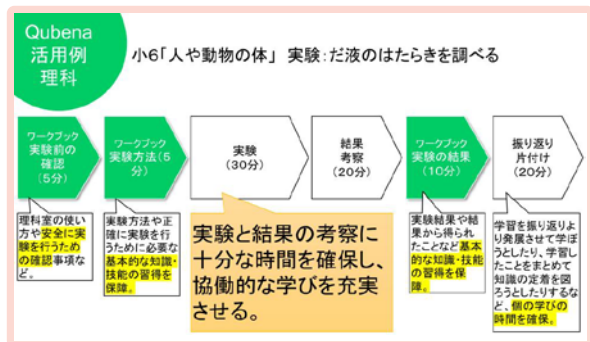 Qubena
活用例
理科
小6「人や動物の体」 実験:だ液のはたらきを調べる
ワークブック
実験前の
確認
(5分)
ワークブック
実験方法(5
分)
実験
(30分)
結果
考察
(20分)
ワークブック
実験の結果
(10分)
振り返り
片付け
(20分)
理科室の使い
方や安全に実
験を行うため
の確認事項な
ど。
実験方法や正
確に実験を行
うために必要な
基本的な知識・
技能の習得を
保障。
実験と結果の考察に
十分な時間を確保し、
協働的な学びを充実
させる。
実験結果や結
果から得られ
たことなど基本
的な知識・技能
の習得を保
障。
学習を振り返りよ
り発展させて学ぼ
うとしたり、学習し
たことをまとめて
知識の定着を図
ろうとしたりするな
ど、個の学びの
時間を確保。